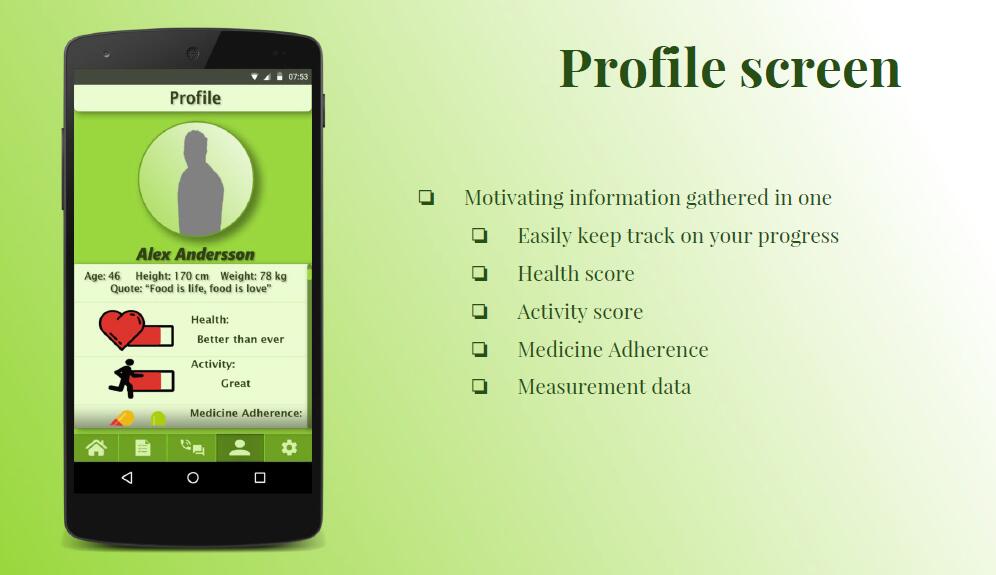 07:53
Profile
Alex Andersson
Age: 46 Height: 170 cm Weight: 78 kg
Quote: “Food is life, food is love”
Health:
Better than ever
Activity:
Great
Medicine Adherence:
Profile screen
Motivating information gathered in one
Easily keep track on your progress
Health score
Activity score
Medicine Adherence
Measurement data